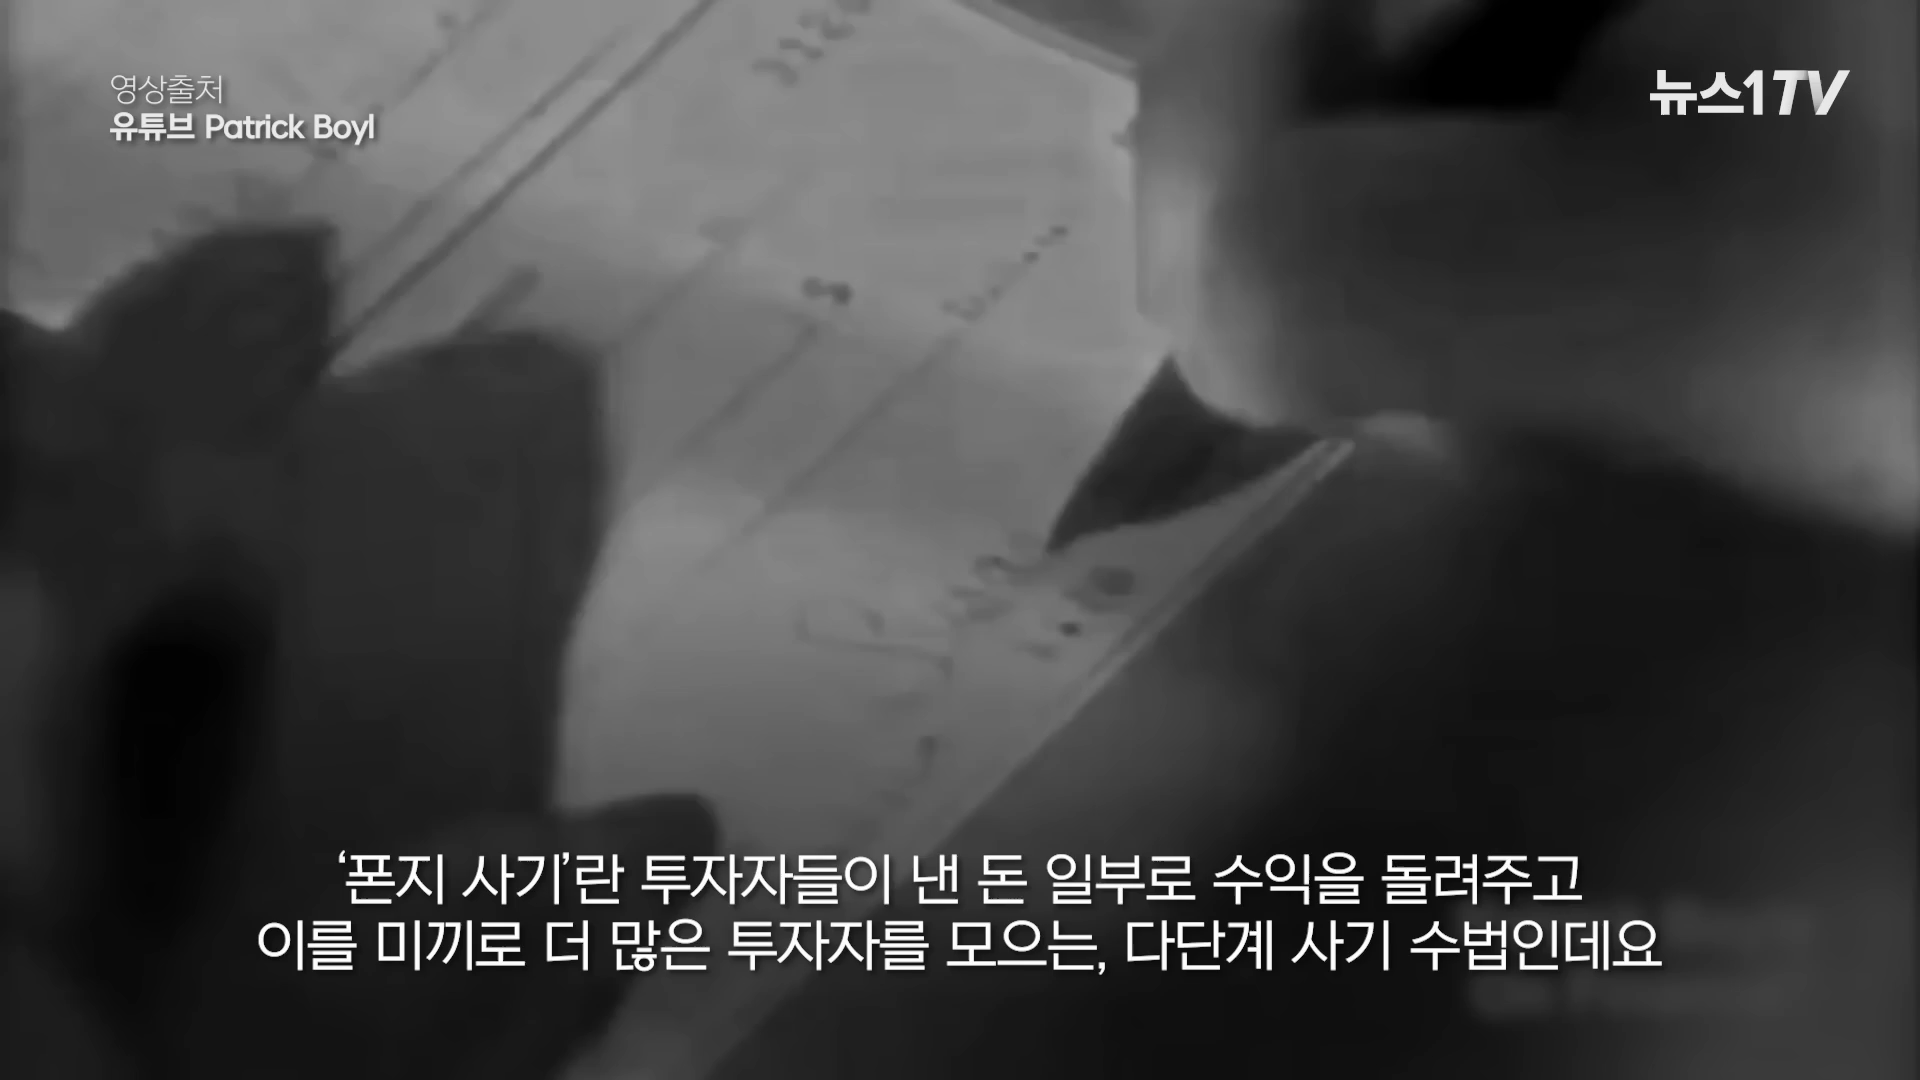 영상출처
유튜브 Patrick Boyl
뉴스1TV
‘폰지 사기’란 투자자들이 낸 돈 일부로 수익을 돌려주고
이를 미끼로 더 많은 투자자를 모으는, 다단계 사기 수법인데요